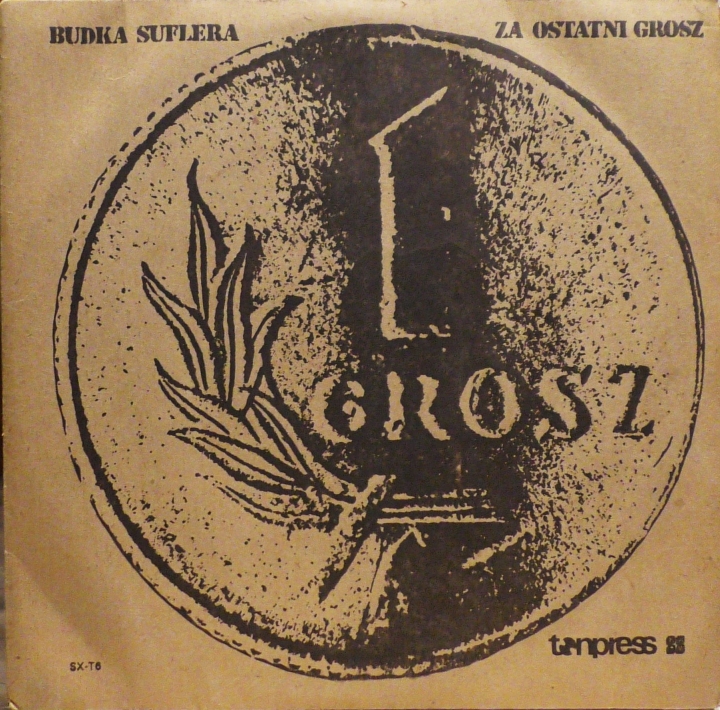 BUDKA SUFLERA
ZA OSTATNI GROSZ
1
GROSZ
tonpress
SX-T6